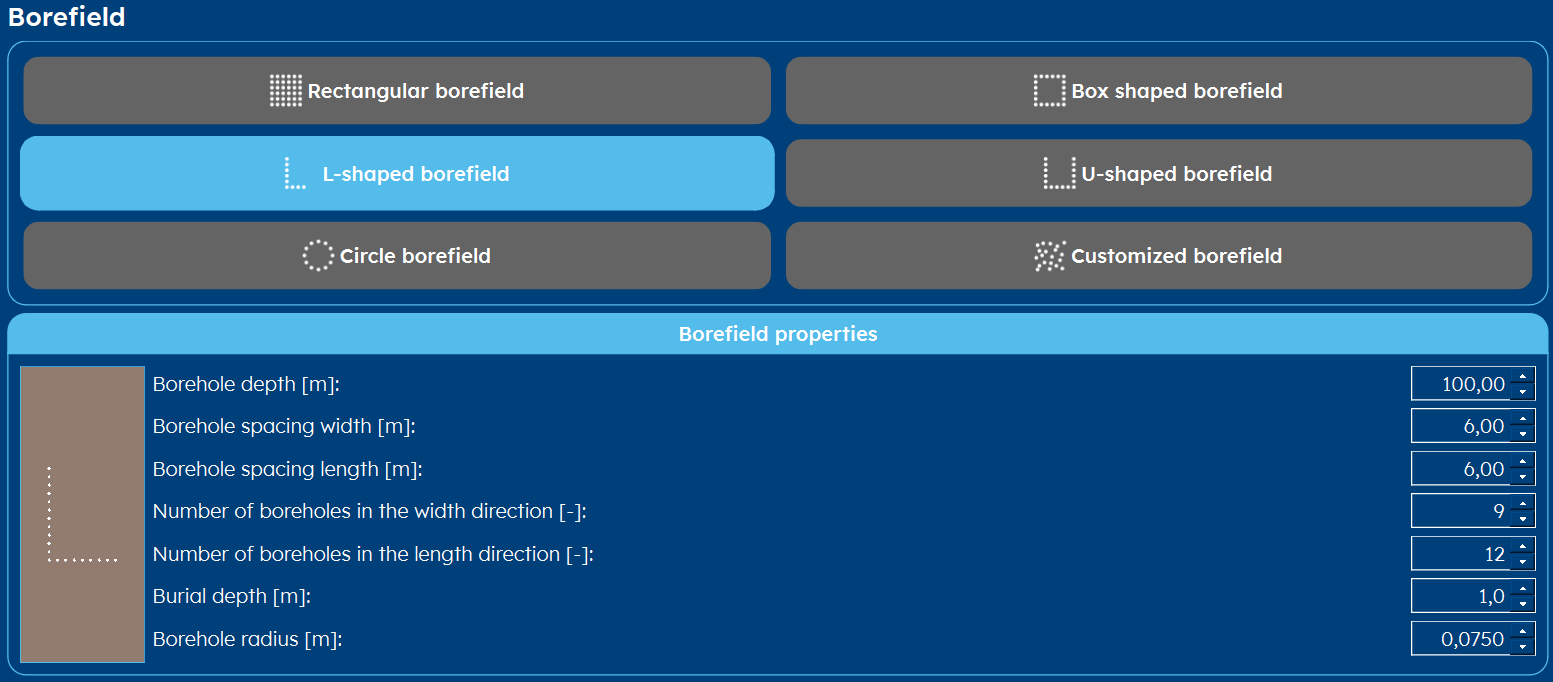 Borefield
Rectangular borefield
Box shaped borefield
L-shaped borefield
U-shaped borefield
Circle borefield
Customized borefield
Borefield properties
Borehole depth [m]: 100,00
Borehole spacing width [m]: 6,00
Borehole spacing length [m]: 6,00
Number of boreholes in the width direction [-]: 9
Number of boreholes in the length direction [-]: 12
Burial depth [m]: 1,0
Borehole radius [m]: 0,0750